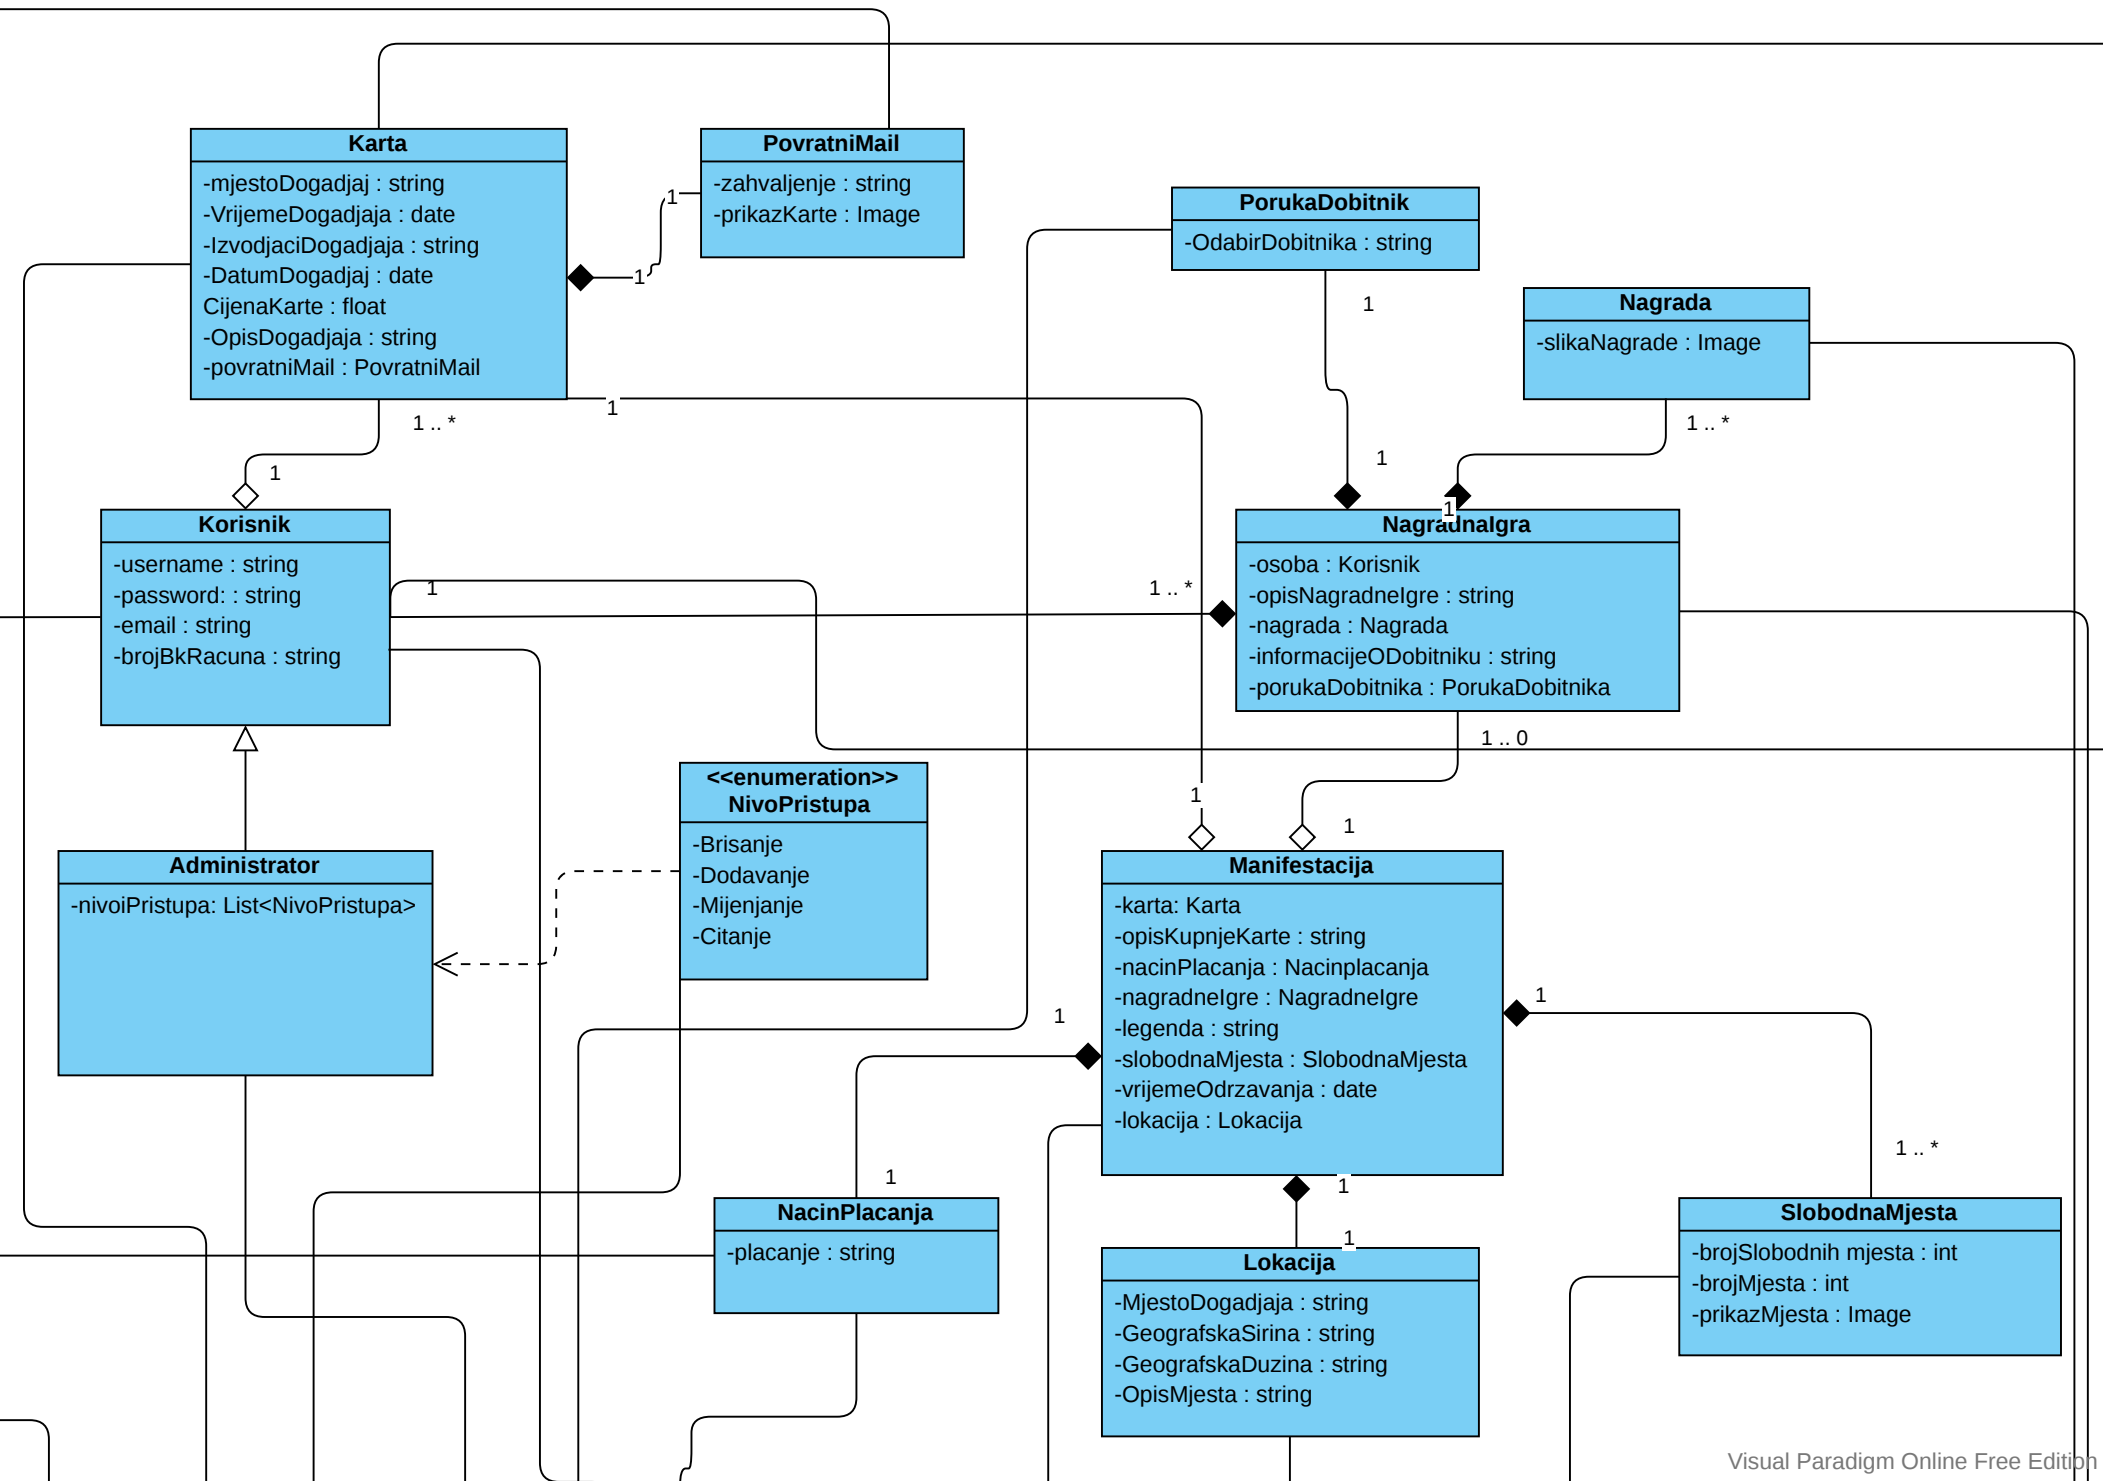 Karta
-mjestoDogadjaj : string
-VrijemeDogadjaja : date
-IzvodjaciDogadjaja : string
-DatumDogadjaj : date
CijenaKarte : float
-OpisDogadjaja : string
-povratniMail : PovratniMail
PovratniMail
-zahvaljenje : string
-prikazKarte : Image
1
1
PorukaDobitnik
-OdabirDobitnika : string
1
Nagrada
-slikaNagrade : Image
1
1 .. *
1 .. *
1
1
1
Korisnik
-username : string
-password: : string
-email : string
-brojBkRacuna : string
1
1 .. *
NagradnaIgra
-osoba : Korisnik
-opisNagradneIgre : string
-nagrada : Nagrada
-informacijeODobitniku : string
-porukaDobitnika : PorukaDobitnika
1 .. 0
1
1
<<enumeration>>
NivoPristupa
-Brisanje
-Dodavanje
-Mijenjanje
-Citanje
Administrator
-nivoiPristupa: List<NivoPristupa>
Manifestacija
-karta: Karta
-opisKupnjeKarte : string
-nacinPlacanja : Nacinplacanja
-nagradneIgre : NagradneIgre
-legenda : string
-slobodnaMjesta : SlobodnaMjesta
-vrijemeOdrzavanja : date
-lokacija : Lokacija
1
1
1
1 .. *
1
1
NacinPlacanja
-placanje : string
Lokacija
-MjestoDogadjaja : string
-GeografskaSirina : string
-GeografskaDuzina : string
-OpisMjesta : string
SlobodnaMjesta
-brojSlobodnih mjesta : int
-brojMjesta : int
-prikazMjesta : Image
Visual Paradigm Online Free Edition